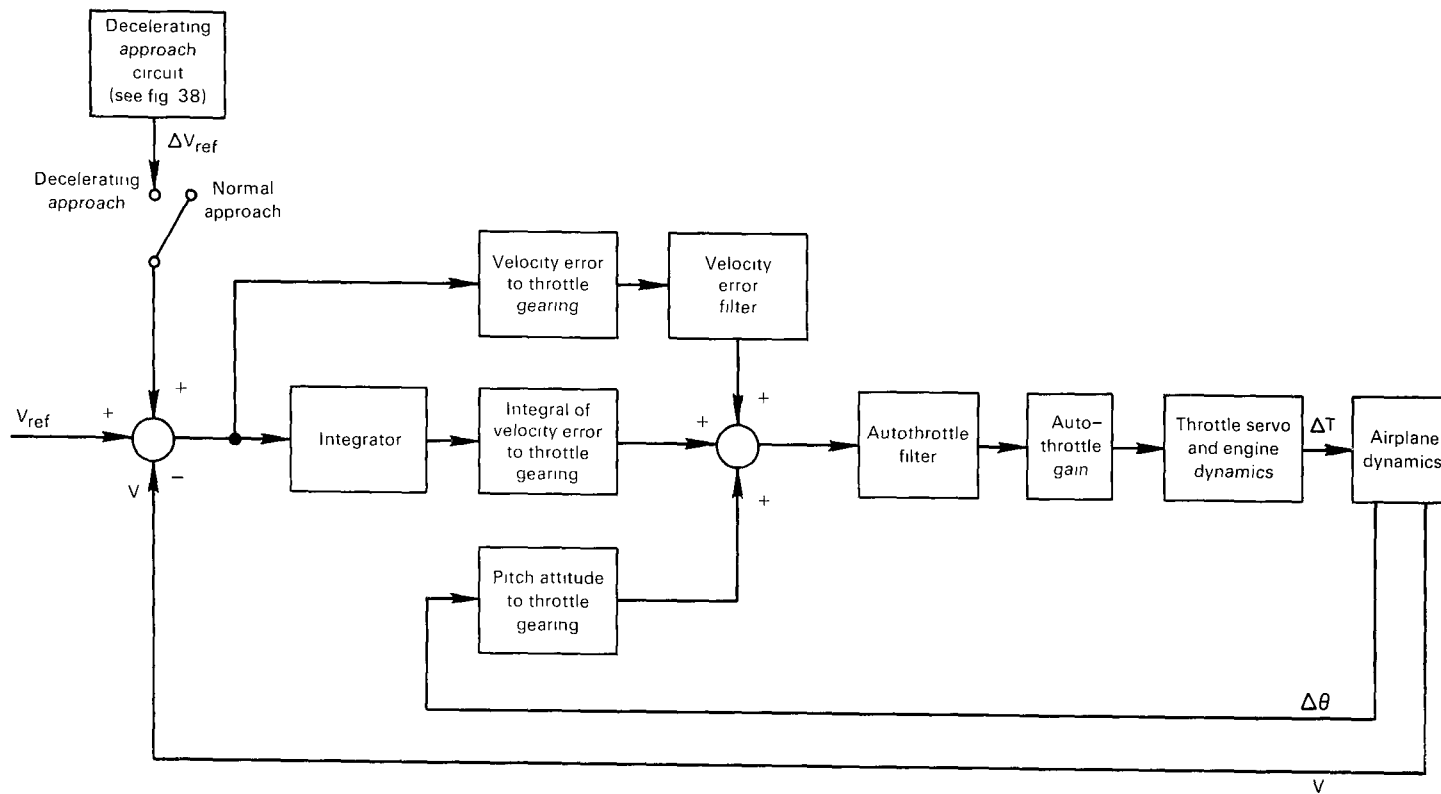 Decelerating
approach
circuit
(see fig 38)
ΔV_ref
Decelerating
approach
Normal
approach
Velocity error
to throttle
gearing
Velocity
error
filter
+
+
V_ref
+
Integrator
Integral of
velocity error
to throttle
gearing
+
Autothrottle
filter
Auto-
throttle
gain
Throttle servo
and engine
dynamics
ΔT
Airplane
dynamics
V
−
+
Pitch attitude
to throttle
gearing
Δθ
V